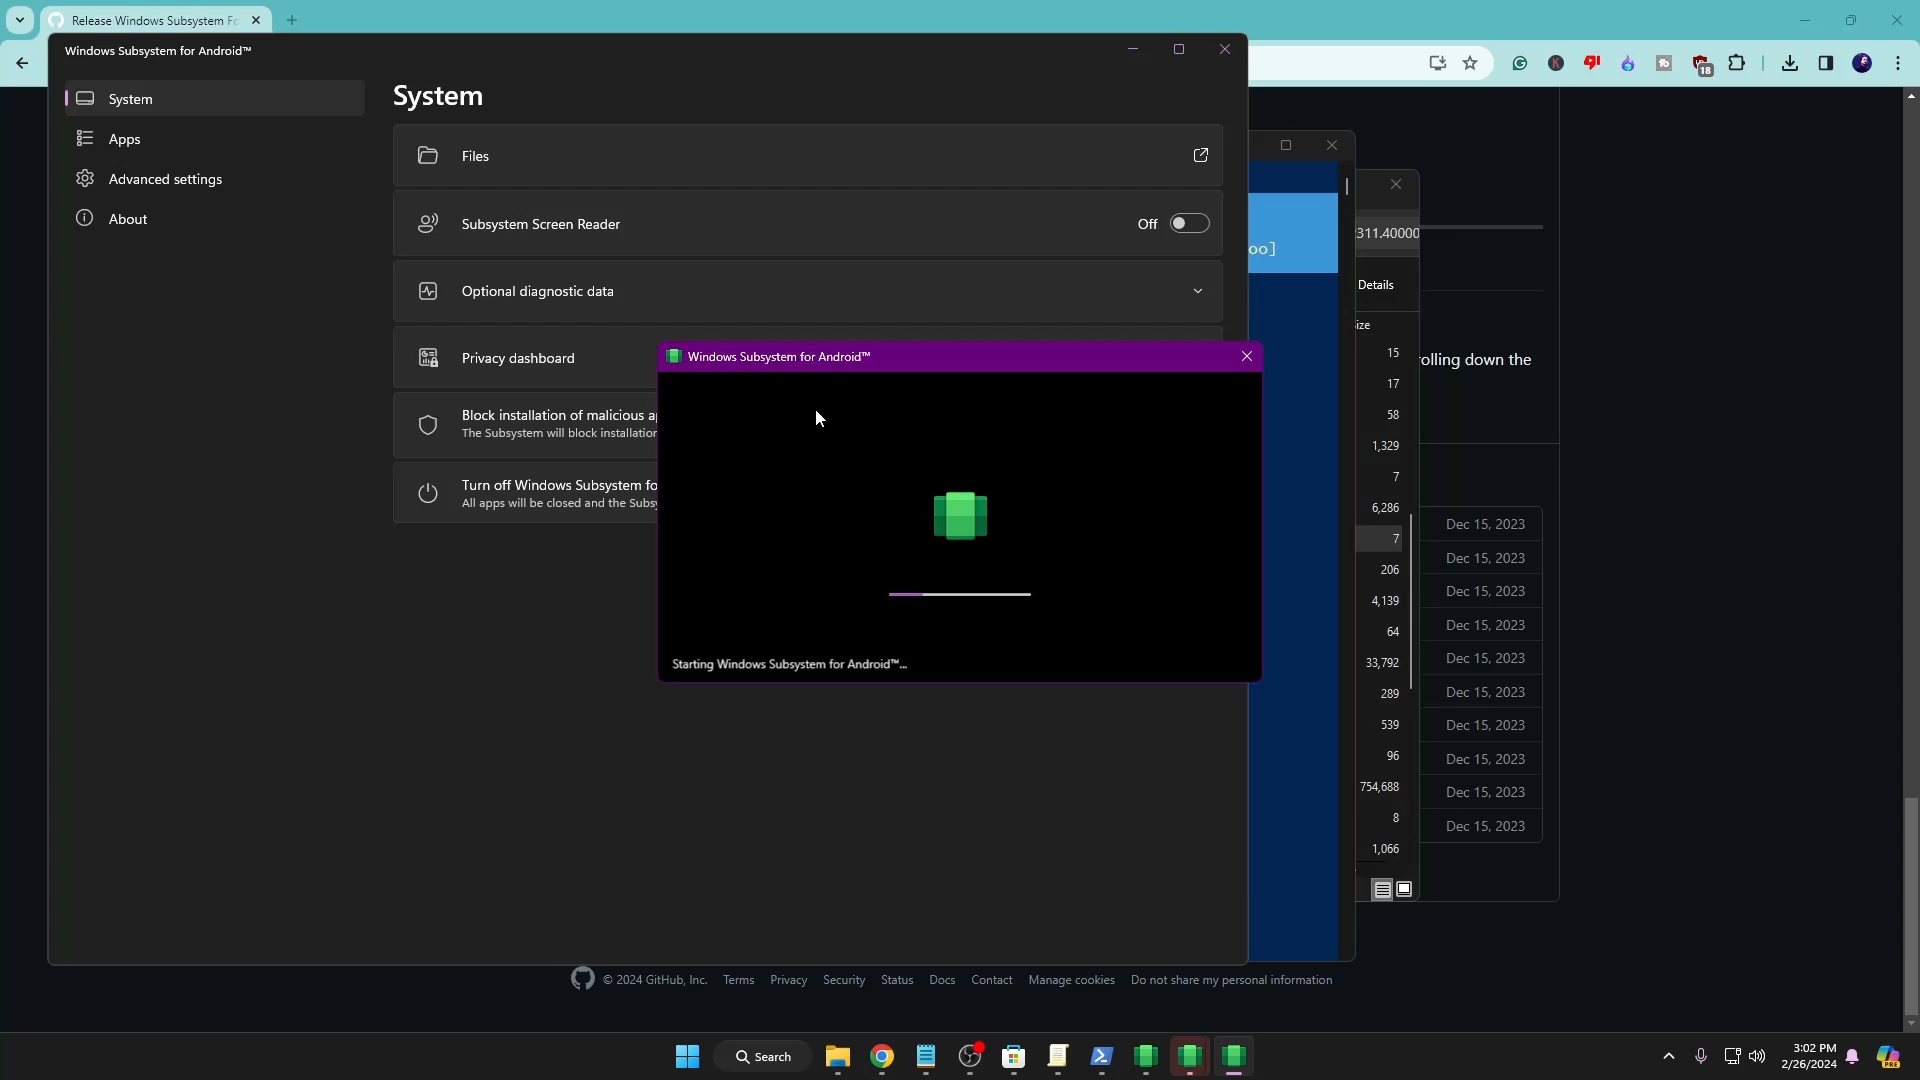 Release Windows Subsystem Fo
Windows Subsystem for Android™
System
Apps
Advanced settings
About
System
Files
Subsystem Screen Reader
Off
Optional diagnostic data
Privacy dashboard
Block installation of malicious a
The Subsystem will block installation
Turn off Windows Subsystem fo
All apps will be closed and the Subsy
Windows Subsystem for Android™
Starting Windows Subsystem for Android™...
18
oo]
2311.40000
Details
ize
15
17
58
1,329
7
6,286
7
206
4,139
64
33,792
289
539
96
754,688
8
1,066
rolling down the
Dec 15, 2023
Dec 15, 2023
Dec 15, 2023
Dec 15, 2023
Dec 15, 2023
Dec 15, 2023
Dec 15, 2023
Dec 15, 2023
Dec 15, 2023
Dec 15, 2023
© 2024 GitHub, Inc. Terms Privacy Security Status Docs Contact Manage cookies Do not share my personal information
Search
3:02 PM
2/26/2024
PRE